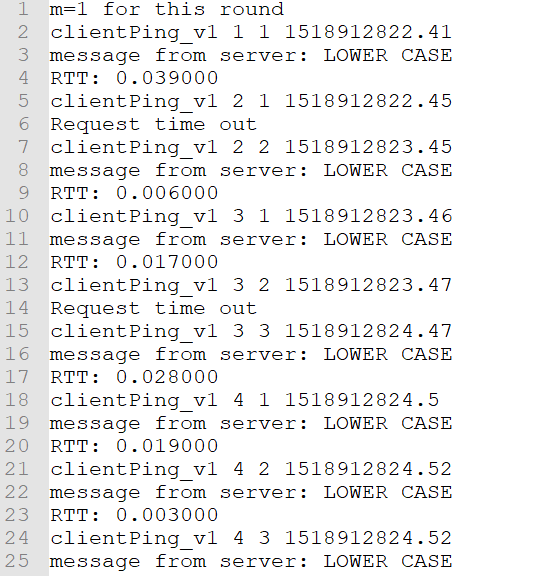 1 m=1 for this round
2 clientPing_v1 1 1 1518912822.41
3 message from server: LOWER CASE
4 RTT: 0.039000
5 clientPing_v1 2 1 1518912822.45
6 Request time out
7 clientPing_v1 2 2 1518912823.45
8 message from server: LOWER CASE
9 RTT: 0.006000
10 clientPing_v1 3 1 1518912823.46
11 message from server: LOWER CASE
12 RTT: 0.017000
13 clientPing_v1 3 2 1518912823.47
14 Request time out
15 clientPing_v1 3 3 1518912824.47
16 message from server: LOWER CASE
17 RTT: 0.028000
18 clientPing_v1 4 1 1518912824.5
19 message from server: LOWER CASE
20 RTT: 0.019000
21 clientPing_v1 4 2 1518912824.52
22 message from server: LOWER CASE
23 RTT: 0.003000
24 clientPing_v1 4 3 1518912824.52
25 message from server: LOWER CASE